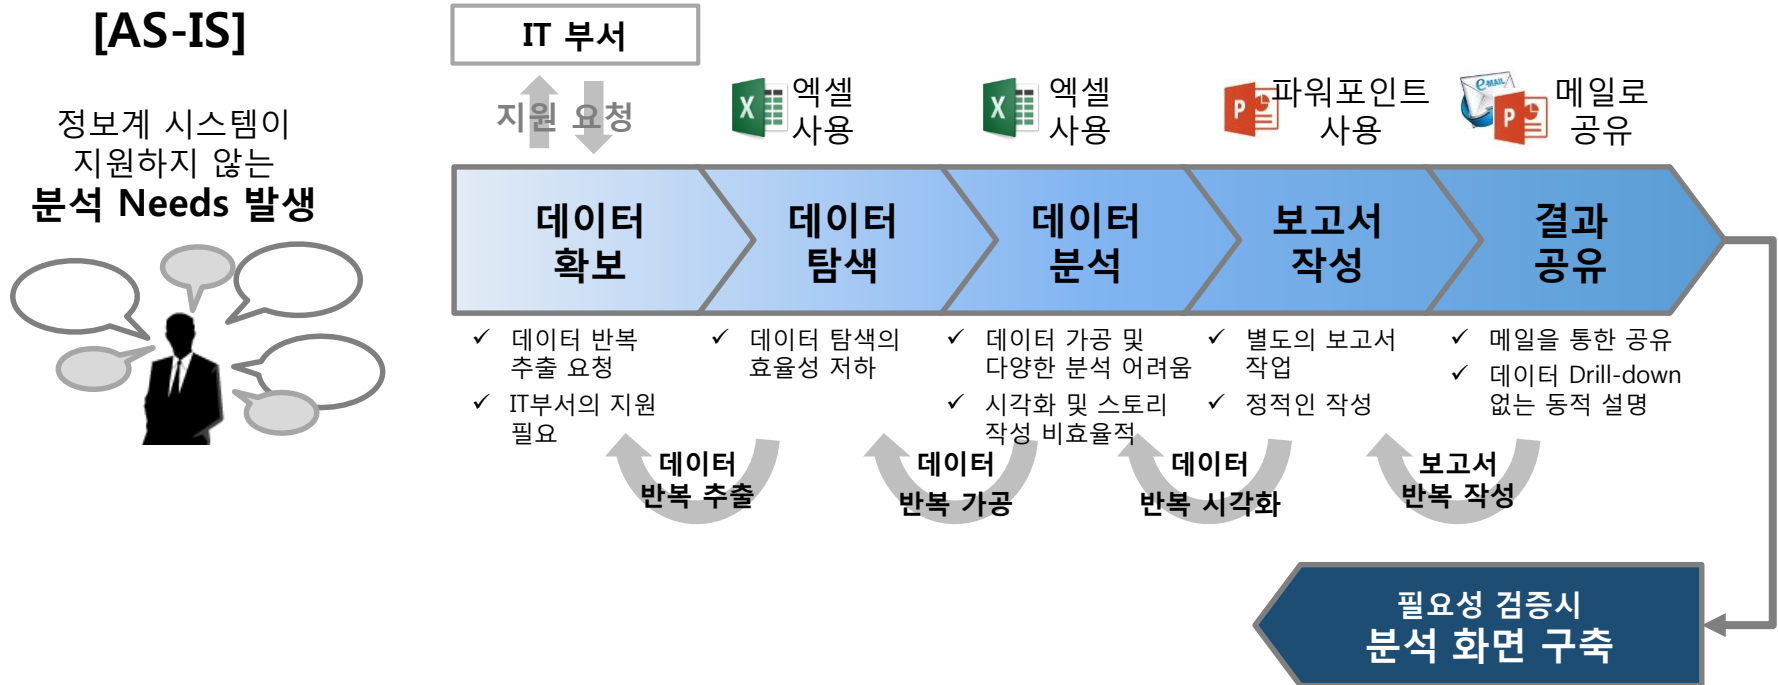 [AS-IS]
정보계 시스템이
지원하지 않는
분석 Needs 발생
IT 부서
지원 요청
엑셀
사용
엑셀
사용
파워포인트
사용
메일로
공유
데이터
확보
데이터
탐색
데이터
분석
보고서
작성
결과
공유
✓ 데이터 반복
추출 요청
✓ IT부서의 지원
필요
✓ 데이터 탐색의
효율성 저하
✓ 데이터 가공 및
다양한 분석 어려움
✓ 시각화 및 스토리
작성 비효율적
✓ 별도의 보고서
작업
✓ 정적인 작성
✓ 메일을 통한 공유
✓ 데이터 Drill-down
없는 동적 설명
데이터
반복 추출
데이터
반복 가공
데이터
반복 시각화
보고서
반복 작성
필요성 검증시
분석 화면 구축
X
X
P
e-MAIL
P